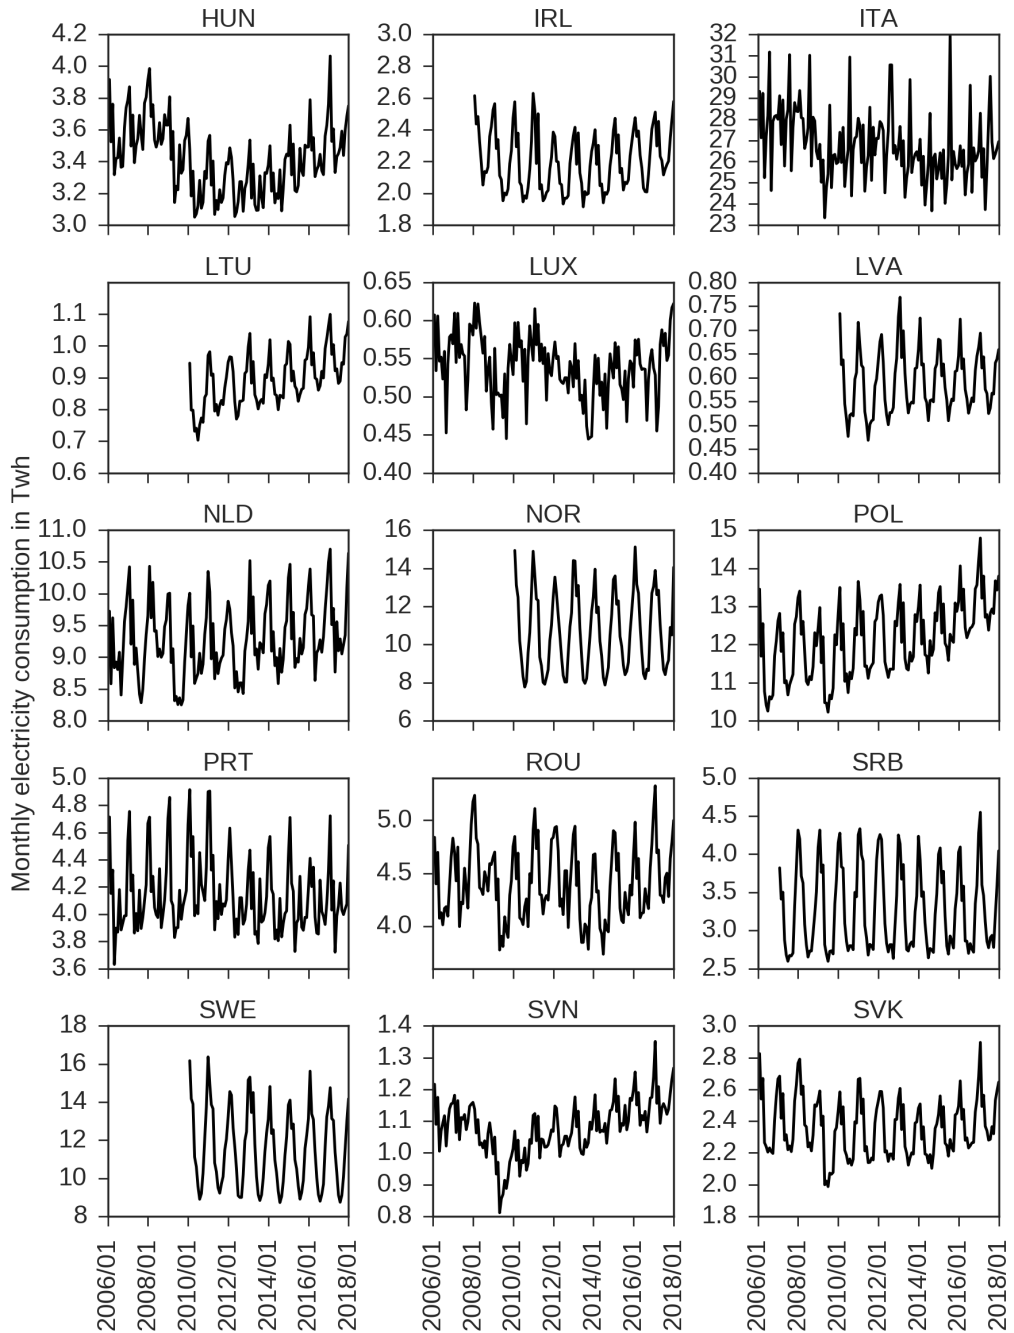 HUN IRL ITA
4.2 4.0 3.8 3.6 3.4 3.2 3.0
3.0 2.8 2.6 2.4 2.2 2.0 1.8
32 31 30 29 28 27 26 25 24 23
LTU LUX LVA
1.1 1.0 0.9 0.8 0.7 0.6
0.65 0.60 0.55 0.50 0.45 0.40
0.80 0.75 0.70 0.65 0.60 0.55 0.50 0.45 0.40
Monthly electricity consumption in Twh
NLD NOR POL
11.0 10.5 10.0 9.5 9.0 8.5 8.0
16 14 12 10 8 6
15 14 13 12 11 10
PRT ROU SRB
5.0 4.8 4.6 4.4 4.2 4.0 3.8 3.6
5.0 4.5 4.0
5.0 4.5 4.0 3.5 3.0 2.5
SWE SVN SVK
18 16 14 12 10 8
1.4 1.3 1.2 1.1 1.0 0.9 0.8
3.0 2.8 2.6 2.4 2.2 2.0 1.8
2006/01 2008/01 2010/01 2012/01 2014/01 2016/01 2018/01
2006/01 2008/01 2010/01 2012/01 2014/01 2016/01 2018/01
2006/01 2008/01 2010/01 2012/01 2014/01 2016/01 2018/01